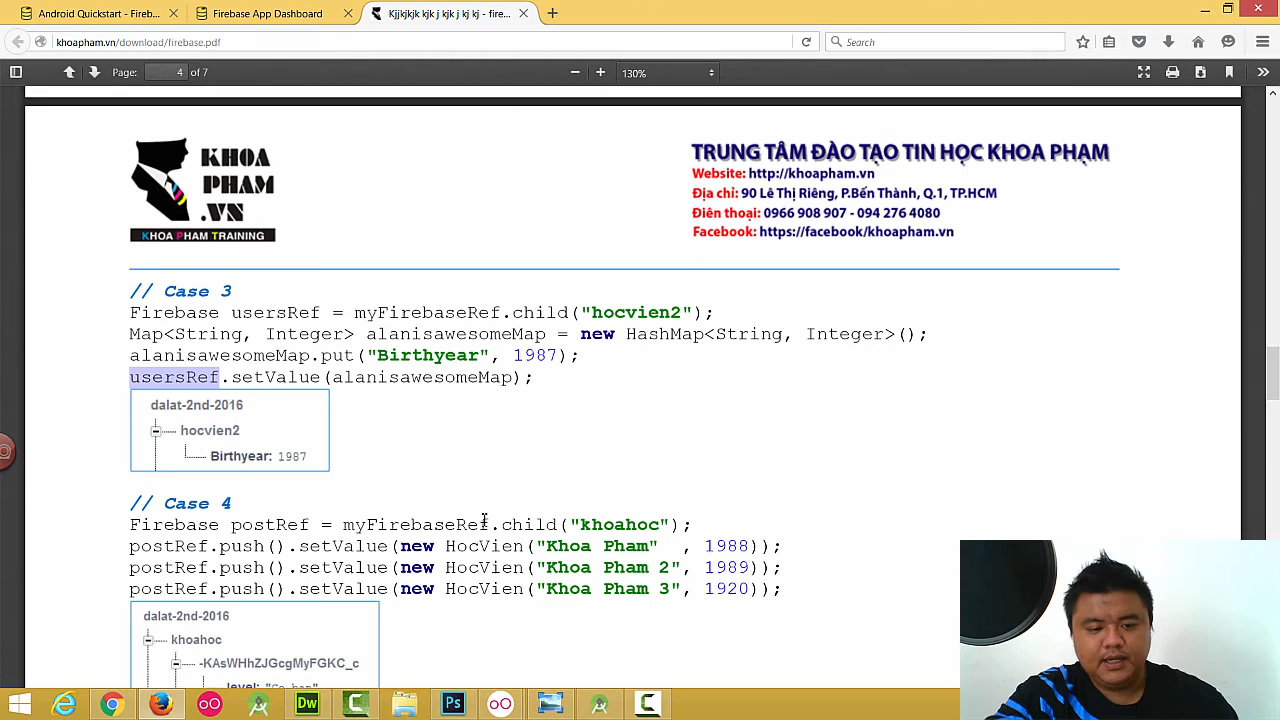 Android Quickstart - Fireb...
Firebase App Dashboard
Kjjkjkjk kjk j kjk j kj kj - fire...
khoapham.vn/download/firebase.pdf
Search
Page: 4 of 7
130%
KHOA
PHAM
.VN
KHOA PHAM TRAINING
TRUNG TÂM ĐÀO TẠO TIN HỌC KHOA PHẠM
Website: http://khoapham.vn
Địa chỉ: 90 Lê Thị Riêng, P.Bến Thành, Q.1, TP.HCM
Điên thoại: 0966 908 907 - 094 276 4080
Facebook: https://facebook/khoapham.vn
// Case 3
Firebase usersRef = myFirebaseRef.child("hocvien2");
Map<String, Integer> alanisawesomeMap = new HashMap<String, Integer>();
alanisawesomeMap.put("Birthyear", 1987);
usersRef.setValue(alanisawesomeMap);
dalat-2nd-2016
hocvien2
Birthyear: 1987
// Case 4
Firebase postRef = myFirebaseRef.child("khoahoc");
postRef.push().setValue(new HocVien("Khoa Pham" , 1988));
postRef.push().setValue(new HocVien("Khoa Pham 2", 1989));
postRef.push().setValue(new HocVien("Khoa Pham 3", 1920));
dalat-2nd-2016
khoahoc
-KAsWHhZJGcgMyFGKC_c
level: "Co ban"
Dw
Ps